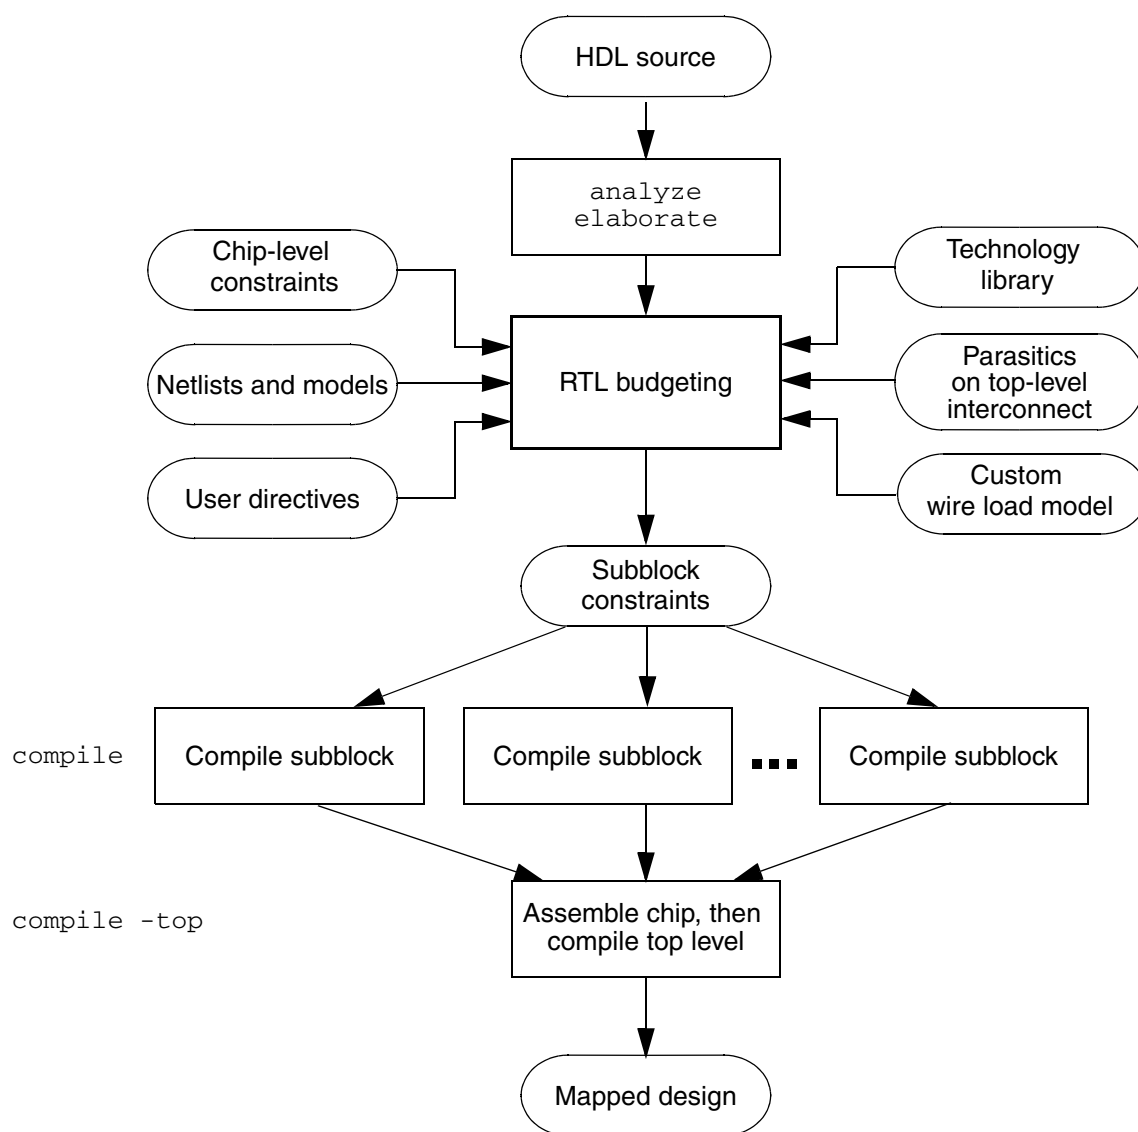 HDL source
analyze
elaborate
Chip-level
constraints
Technology
library
Netlists and models
RTL budgeting
Parasitics
on top-level
interconnect
User directives
Custom
wire load model
Subblock
constraints
compile
Compile subblock
Compile subblock
Compile subblock
compile -top
Assemble chip, then
compile top level
Mapped design